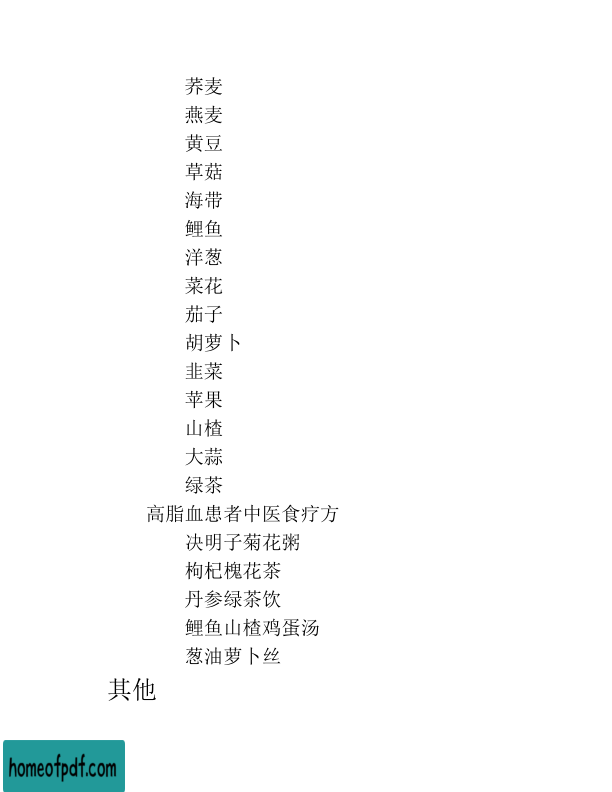 荞麦
燕麦
黄豆
草菇
海带
鲤鱼
洋葱
菜花
茄子
胡萝卜
韭菜
苹果
山楂
大蒜
绿茶
高脂血患者中医食疗方
决明子菊花粥
枸杞槐花茶
丹参绿茶饮
鲤鱼山楂鸡蛋汤
葱油萝卜丝
其他
homeofpdf.com